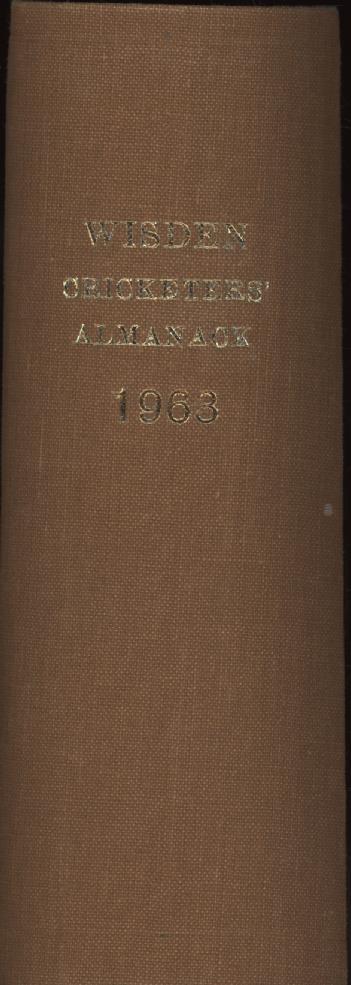 WISDEN
CRICKETERS'
ALMANACK
1963